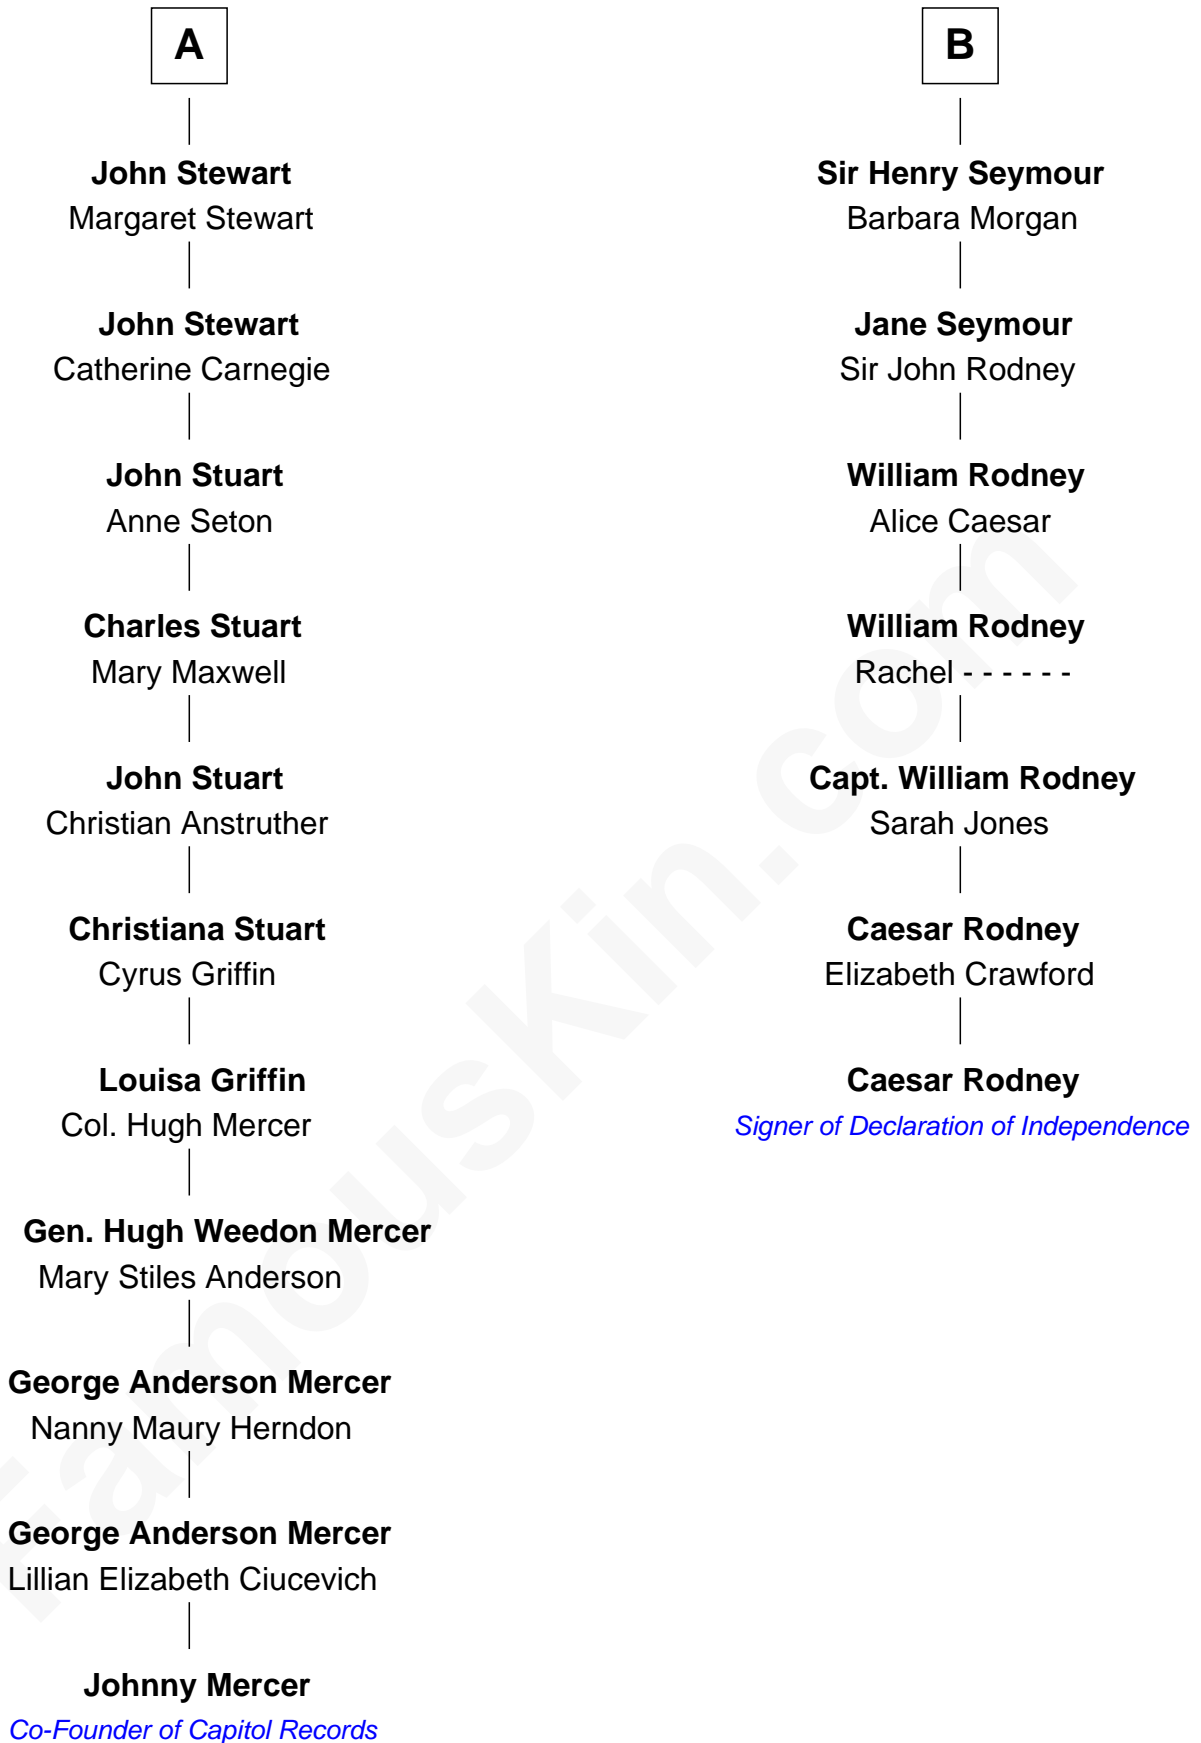 A
John Stewart
Margaret Stewart
John Stewart
Catherine Carnegie
John Stuart
Anne Seton
Charles Stuart
Mary Maxwell
John Stuart
Christian Anstruther
Christiana Stuart
Cyrus Griffin
Louisa Griffin
Col. Hugh Mercer
Gen. Hugh Weedon Mercer
Mary Stiles Anderson
George Anderson Mercer
Nanny Maury Herndon
George Anderson Mercer
Lillian Elizabeth Ciucevich
Johnny Mercer
Co-Founder of Capitol Records
B
Sir Henry Seymour
Barbara Morgan
Jane Seymour
Sir John Rodney
William Rodney
Alice Caesar
William Rodney
Rachel - - - - - -
Capt. William Rodney
Sarah Jones
Caesar Rodney
Elizabeth Crawford
Caesar Rodney
Signer of Declaration of Independence
FamousKin.com